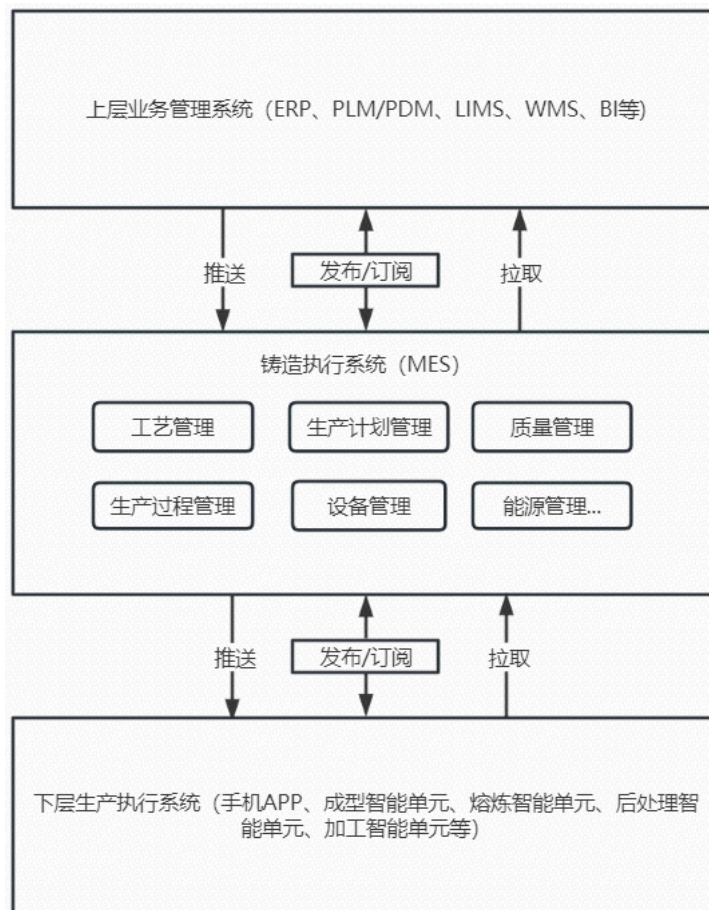 上层业务管理系统（ERP、PLM/PDM、LIMS、WMS、BI等)
推送
发布/订阅
拉取
铸造执行系统（MES）
工艺管理
生产计划管理
质量管理
生产过程管理
设备管理
能源管理...
推送
发布/订阅
拉取
下层生产执行系统（手机APP、成型智能单元、熔炼智能单元、后处理智
能单元、加工智能单元等）